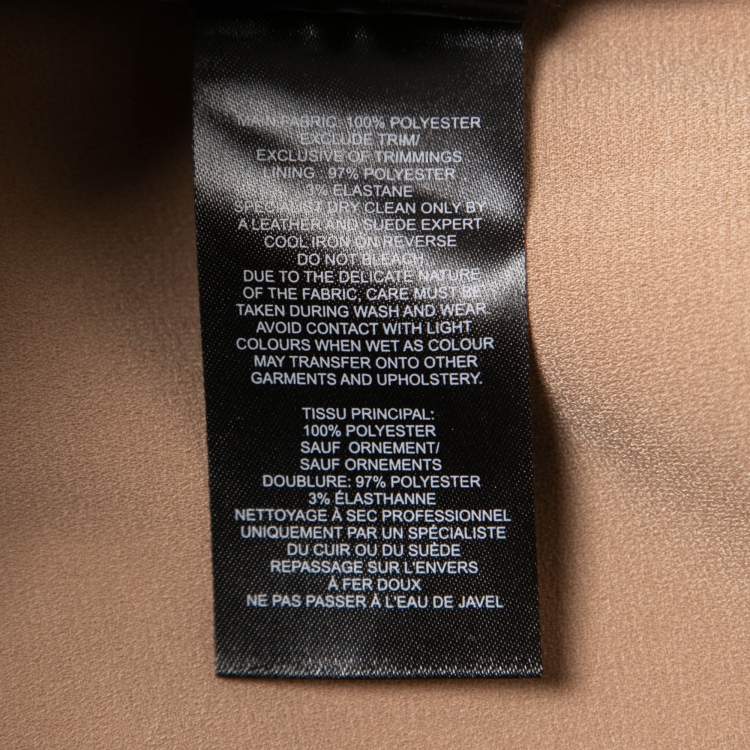 MAIN FABRIC: 100% POLYESTER
EXCLUDE TRIM/
EXCLUSIVE OF TRIMMINGS
LINING 97% POLYESTER
3% ELASTANE
SPECIALIST DRY CLEAN ONLY BY
A LEATHER AND SUEDE EXPERT
COOL IRON ON REVERSE
DO NOT BLEACH
DUE TO THE DELICATE NATURE
OF THE FABRIC, CARE MUST BE
TAKEN DURING WASH AND WEAR
AVOID CONTACT WITH LIGHT
COLOURS WHEN WET AS COLOUR
MAY TRANSFER ONTO OTHER
GARMENTS AND UPHOLSTERY.
TISSU PRINCIPAL:
100% POLYESTER
SAUF ORNEMENT/
SAUF ORNEMENTS
DOUBLURE: 97% POLYESTER
3% ÉLASTHANNE
NETTOYAGE À SEC PROFESSIONNEL
UNIQUEMENT PAR UN SPÉCIALISTE
DU CUIR OU DU SUÈDE
REPASSAGE SUR L'ENVERS
À FER DOUX
NE PAS PASSER À L'EAU DE JAVEL